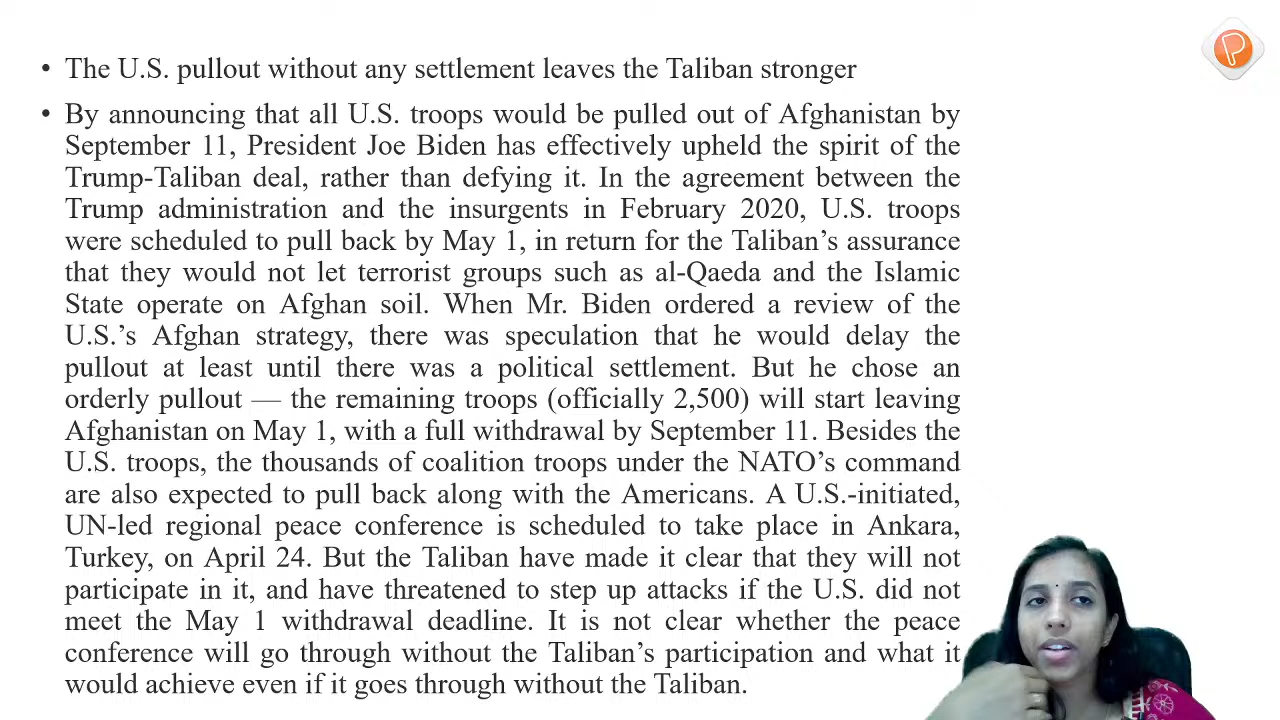 • The U.S. pullout without any settlement leaves the Taliban stronger
• By announcing that all U.S. troops would be pulled out of Afghanistan by
September 11, President Joe Biden has effectively upheld the spirit of the
Trump-Taliban deal, rather than defying it. In the agreement between the
Trump administration and the insurgents in February 2020, U.S. troops
were scheduled to pull back by May 1, in return for the Taliban’s assurance
that they would not let terrorist groups such as al-Qaeda and the Islamic
State operate on Afghan soil. When Mr. Biden ordered a review of the
U.S.’s Afghan strategy, there was speculation that he would delay the
pullout at least until there was a political settlement. But he chose an
orderly pullout — the remaining troops (officially 2,500) will start leaving
Afghanistan on May 1, with a full withdrawal by September 11. Besides the
U.S. troops, the thousands of coalition troops under the NATO’s command
are also expected to pull back along with the Americans. A U.S.-initiated,
UN-led regional peace conference is scheduled to take place in Ankara,
Turkey, on April 24. But the Taliban have made it clear that they will not
participate in it, and have threatened to step up attacks if the U.S. did not
meet the May 1 withdrawal deadline. It is not clear whether the peace
conference will go through without the Taliban’s participation and what it
would achieve even if it goes through without the Taliban.
P